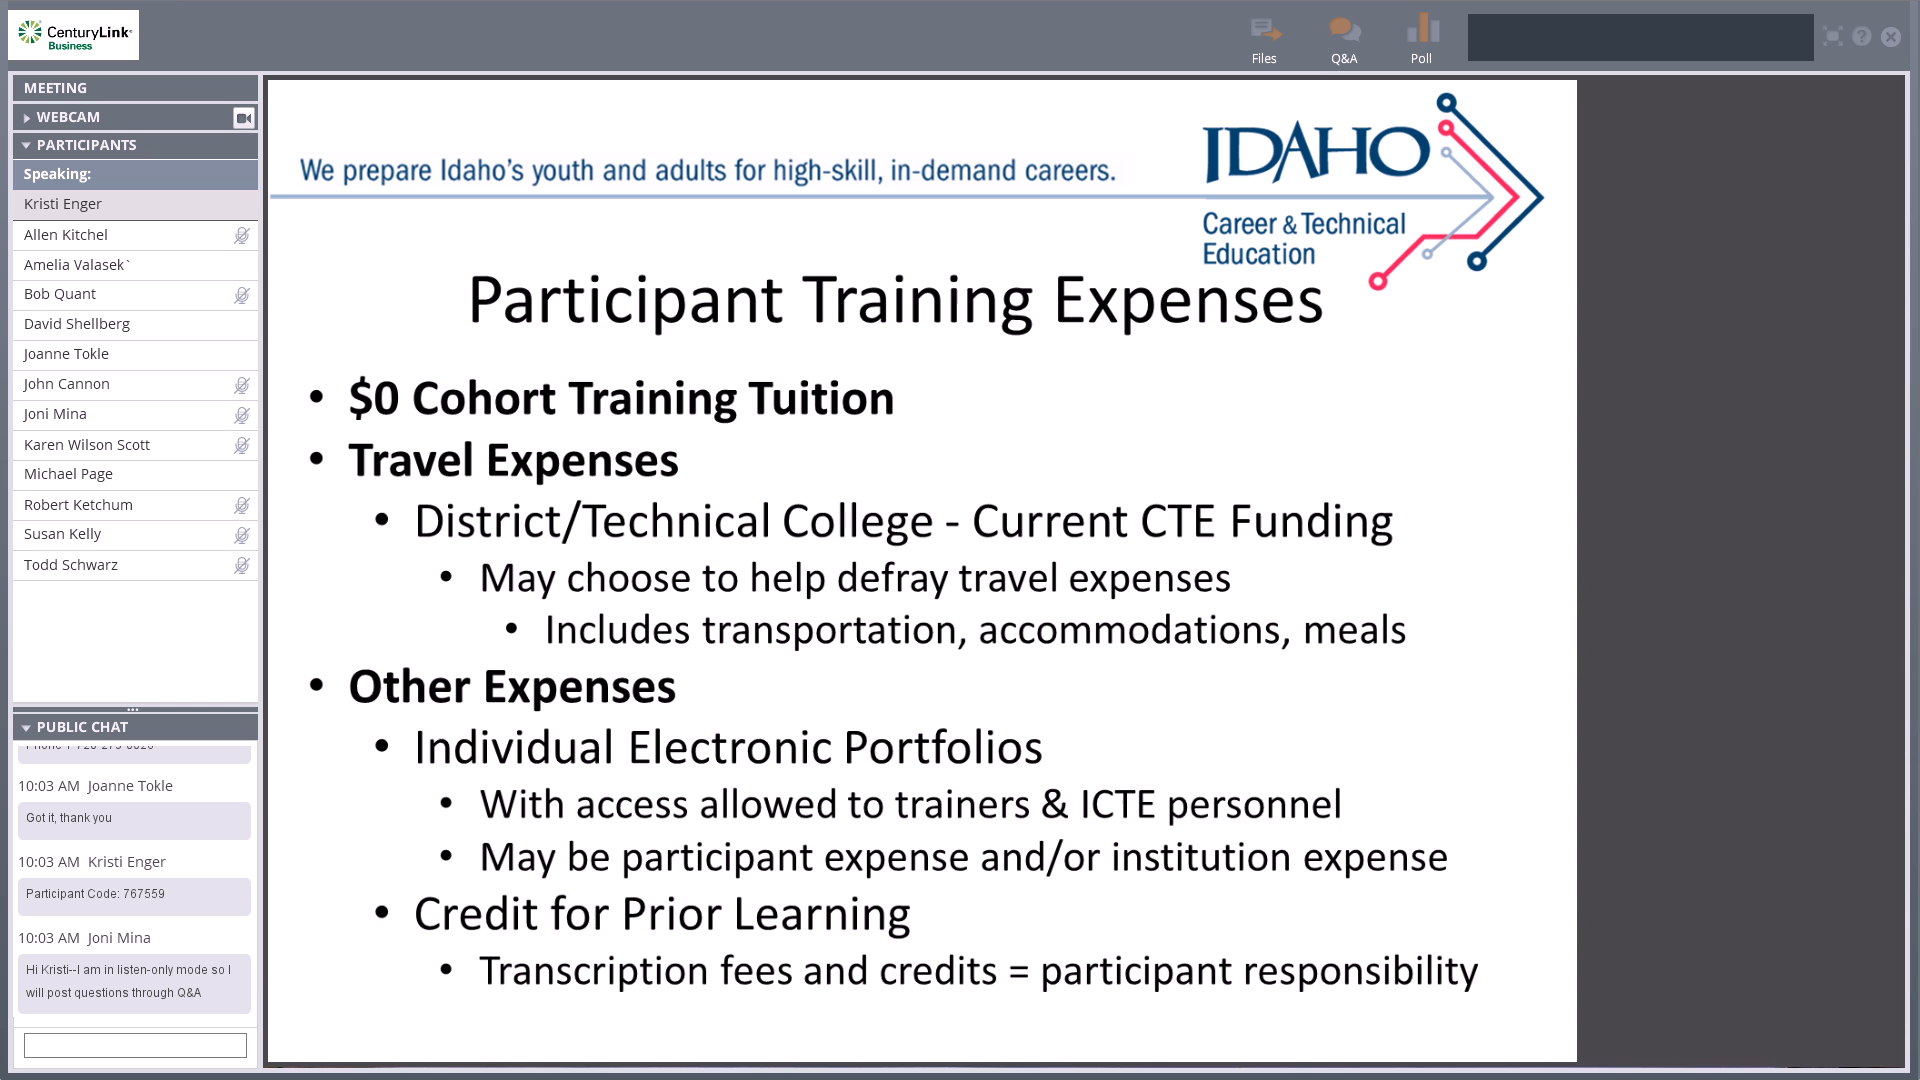 CenturyLink
Business
Files
Q&A
Poll
MEETING
WEBCAM
PARTICIPANTS
Speaking:
Kristi Enger
Allen Kitchel
Amelia Valasek`
Bob Quant
David Shellberg
Joanne Tokle
John Cannon
Joni Mina
Karen Wilson Scott
Michael Page
Robert Ketchum
Susan Kelly
Todd Schwarz
PUBLIC CHAT
10:03 AM Joanne Tokle
Got it, thank you
10:03 AM Kristi Enger
Participant Code: 767559
10:03 AM Joni Mina
Hi Kristi--I am in listen-only mode so I
will post questions through Q&A
We prepare Idaho's youth and adults for high-skill, in-demand careers.
IDAHO
Career & Technical
Education
Participant Training Expenses
• $0 Cohort Training Tuition
• Travel Expenses
• District/Technical College - Current CTE Funding
• May choose to help defray travel expenses
• Includes transportation, accommodations, meals
• Other Expenses
• Individual Electronic Portfolios
• With access allowed to trainers & ICTE personnel
• May be participant expense and/or institution expense
• Credit for Prior Learning
• Transcription fees and credits = participant responsibility